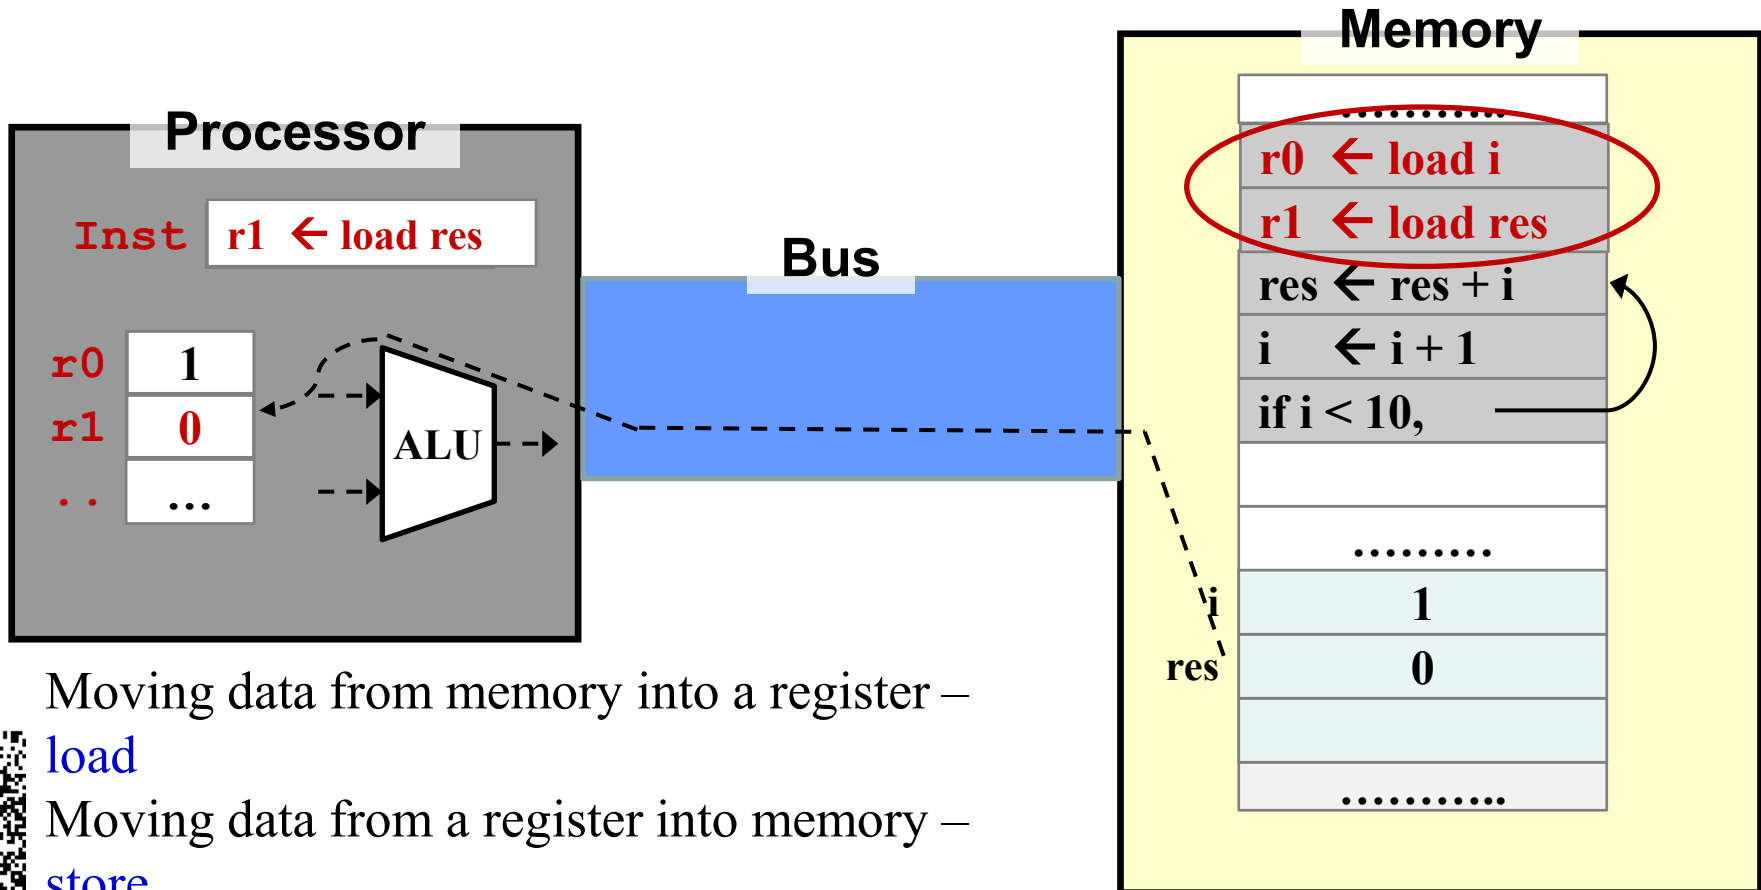 Memory
...........
Processor
r0 ← load i
Inst r1 ← load res
r1 ← load res
Bus
res ← res + i
r0 1
i ← i + 1
r1 0
if i < 10,
ALU
.. ...
.........
i 1
res 0
Moving data from memory into a register –
load
...........
Moving data from a register into memory –
store